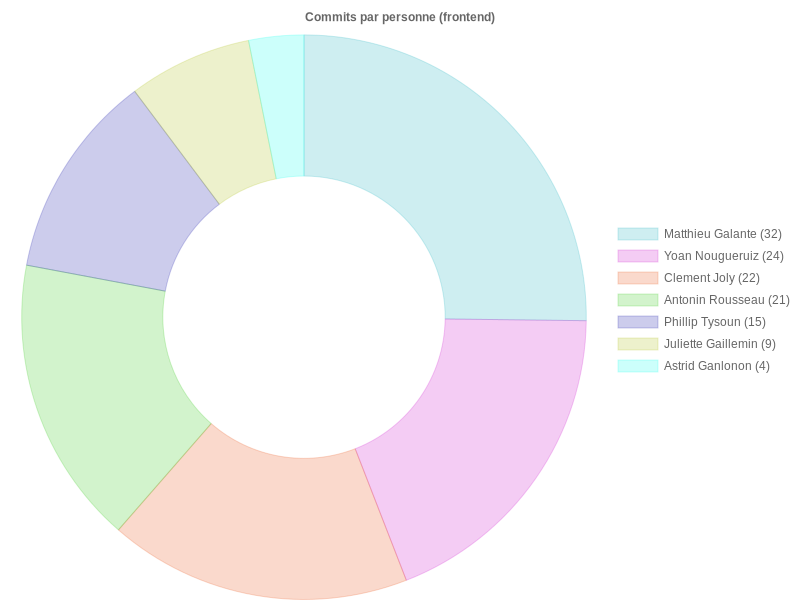 Commits par personne (frontend)
Matthieu Galante (32)
Yoan Nougueruiz (24)
Clement Joly (22)
Antonin Rousseau (21)
Phillip Tysoun (15)
Juliette Gaillemin (9)
Astrid Ganlonon (4)